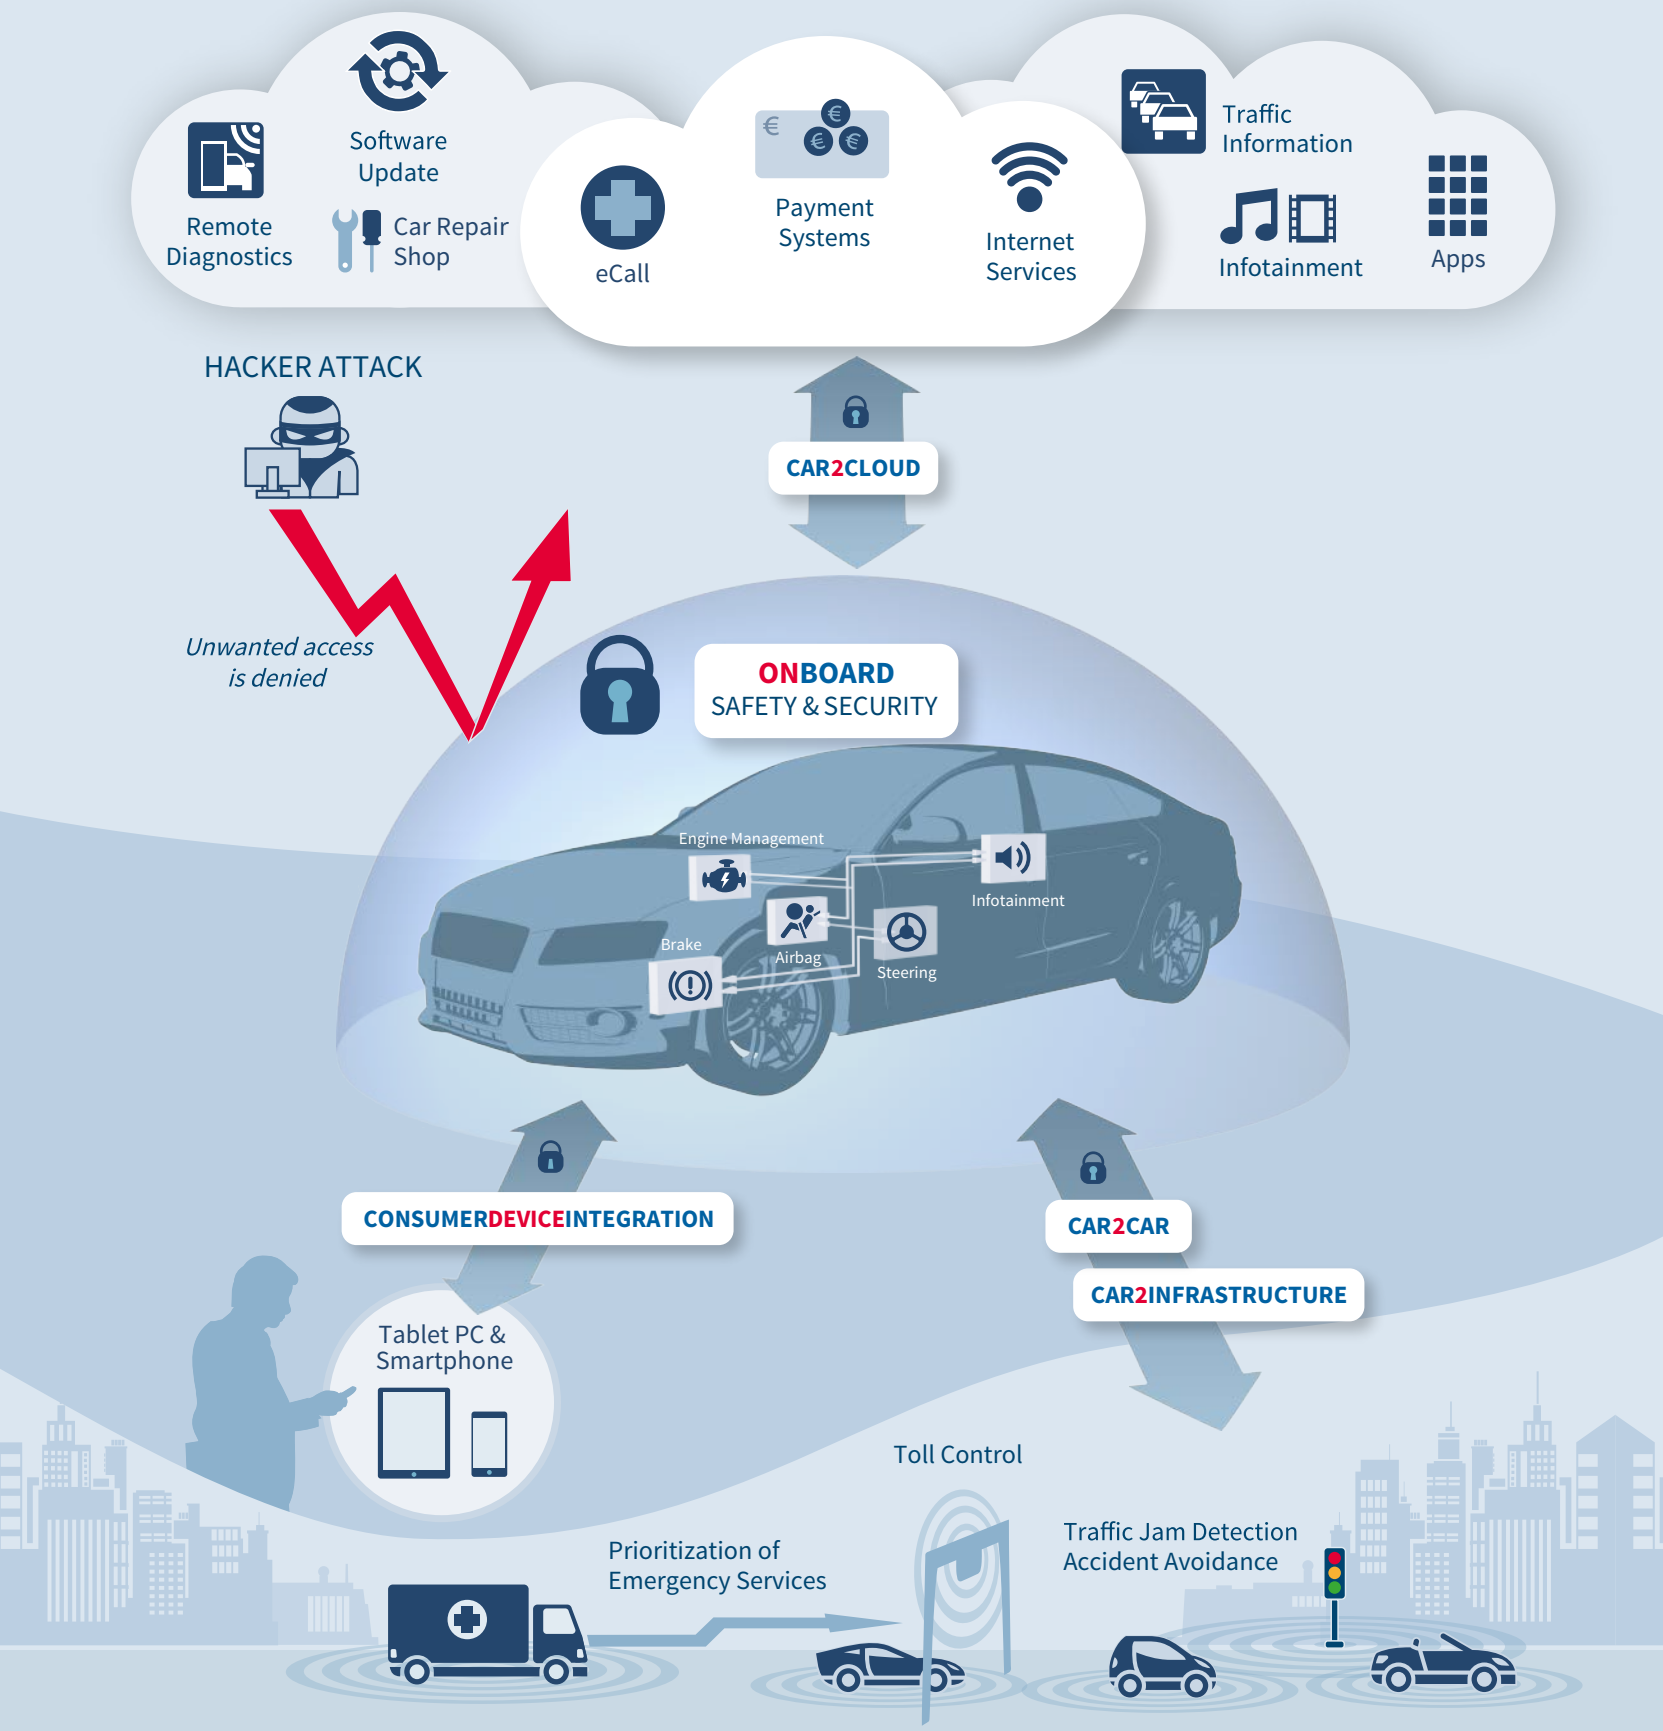 Software
Update
Remote
Diagnostics
Car Repair
Shop
eCall
€
€
€
€
Payment
Systems
Internet
Services
Traffic
Information
Infotainment
Apps
HACKER ATTACK
CAR2CLOUD
Unwanted access
is denied
ONBOARD
SAFETY & SECURITY
Engine Management
Infotainment
Brake
Airbag
Steering
CONSUMERDEVICEINTEGRATION
CAR2CAR
CAR2INFRASTRUCTURE
Tablet PC &
Smartphone
Toll Control
Prioritization of
Emergency Services
Traffic Jam Detection
Accident Avoidance